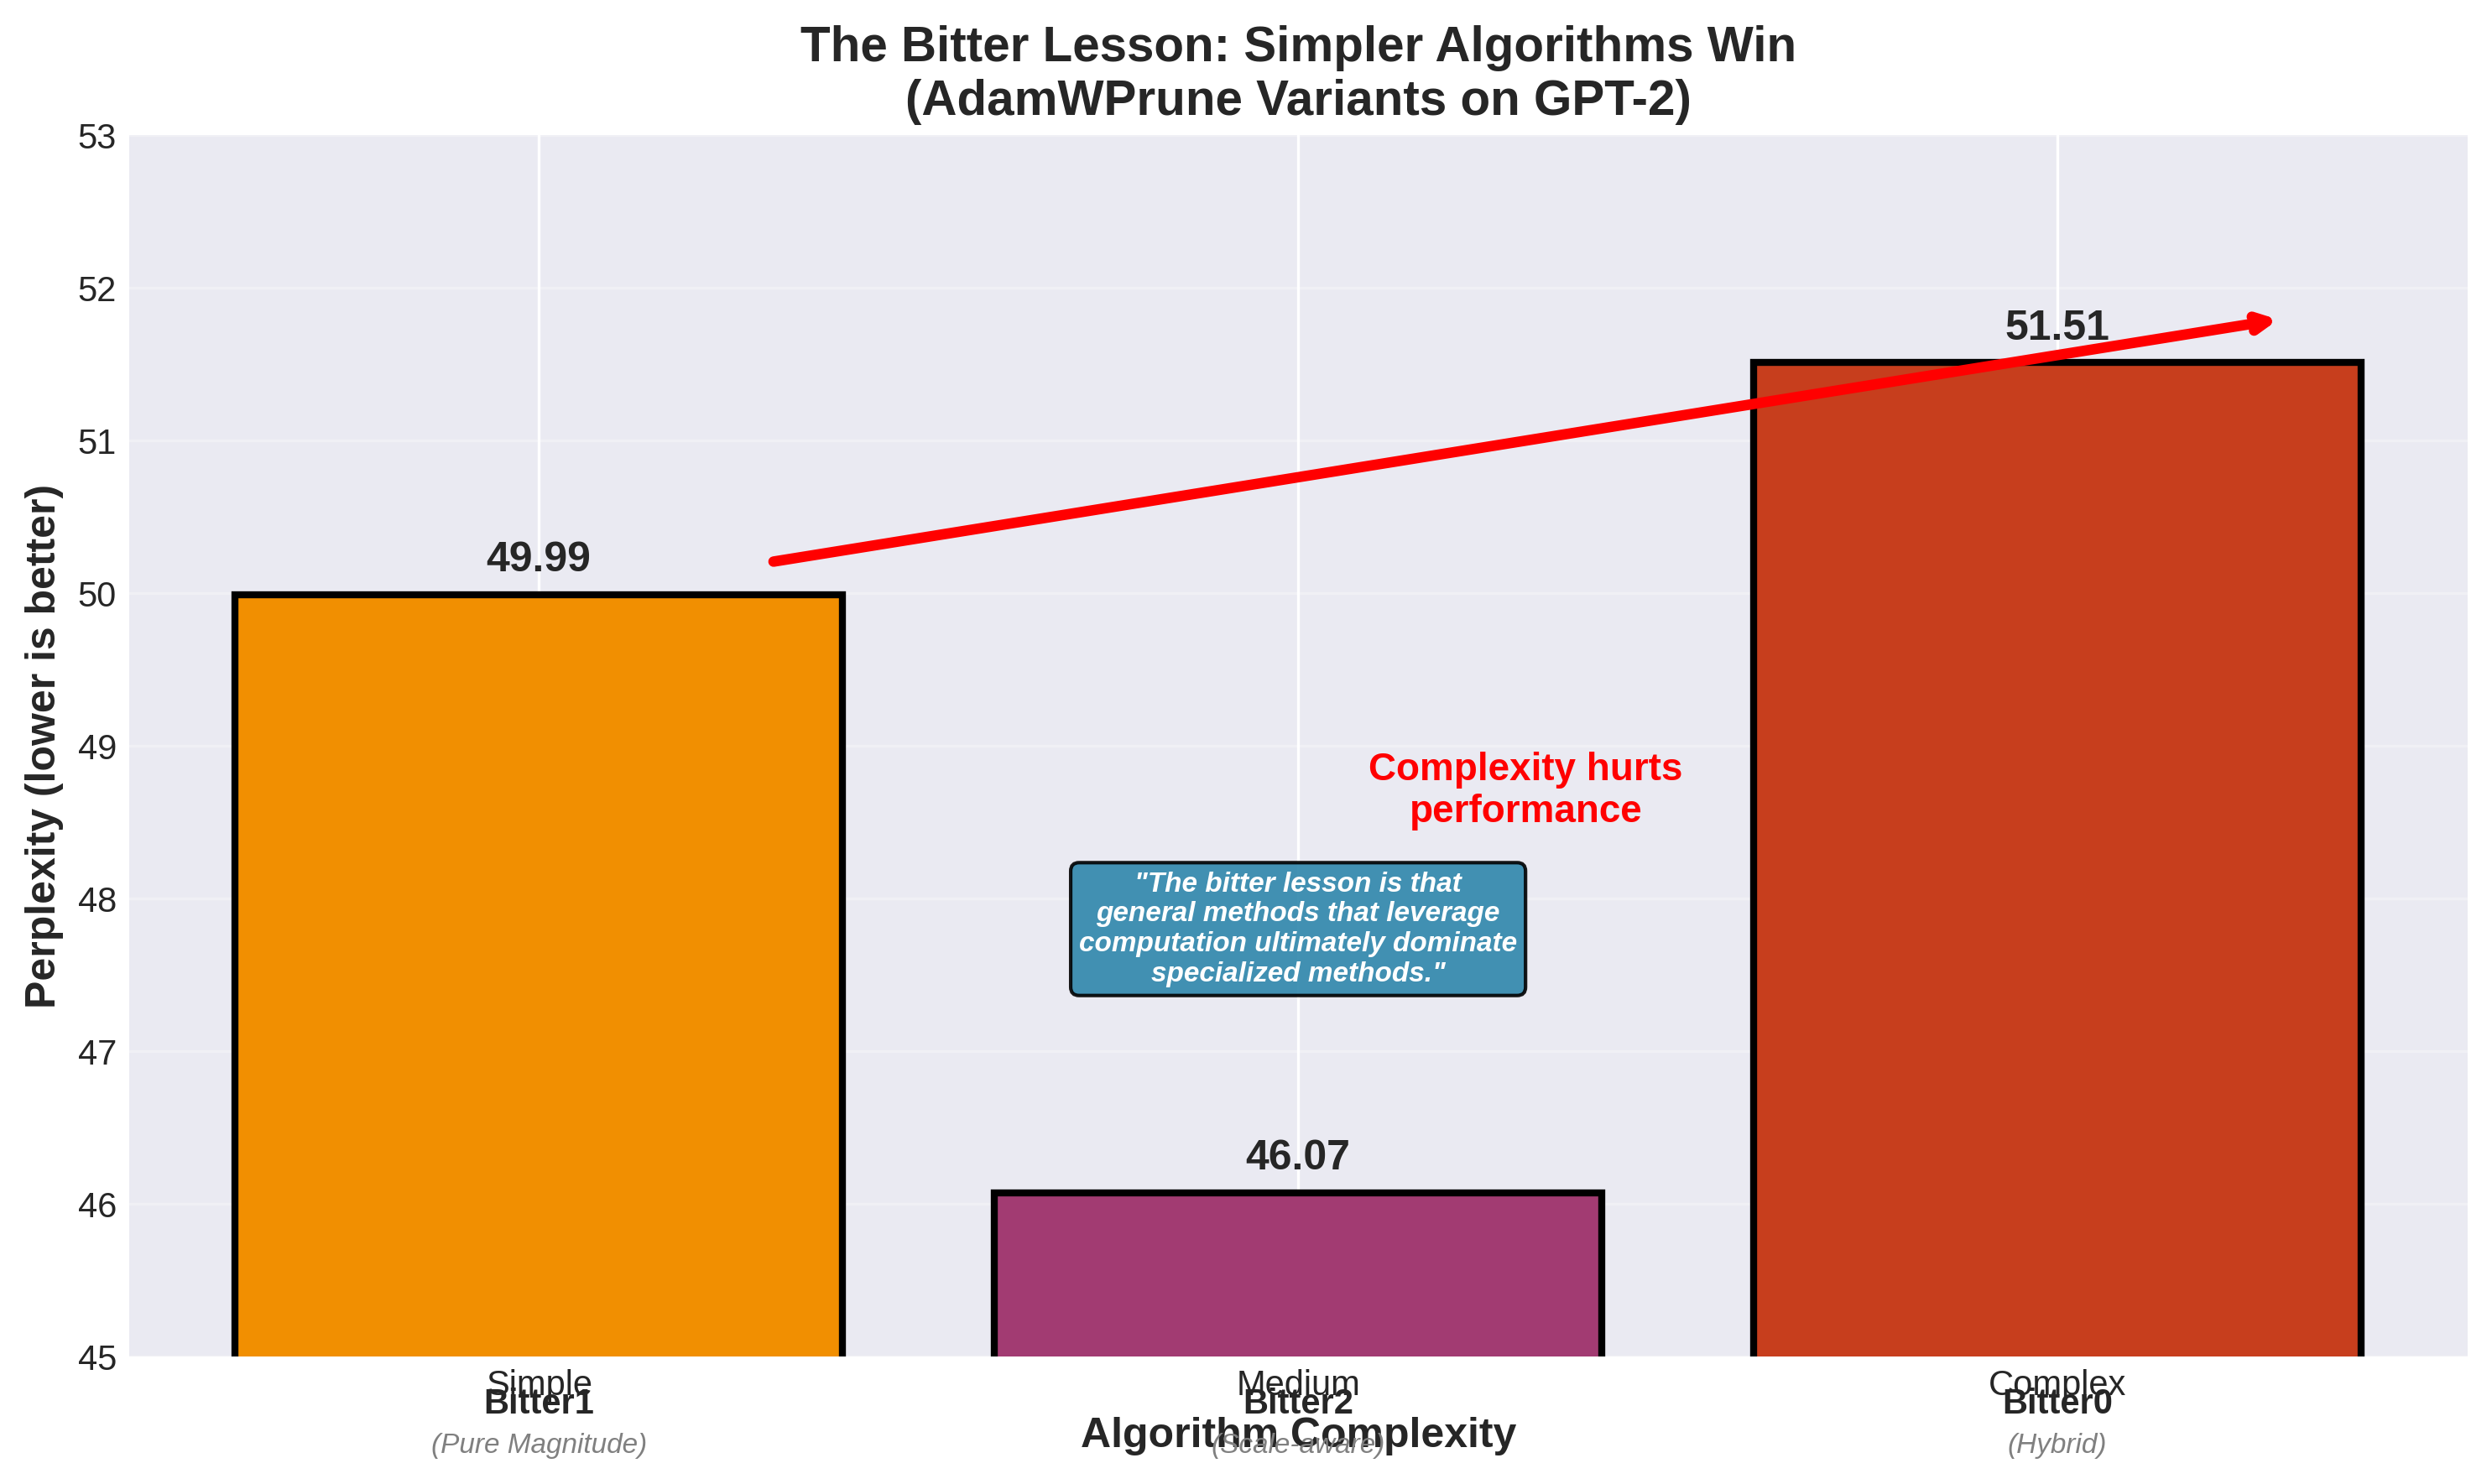 The Bitter Lesson: Simpler Algorithms Win
(AdamWPrune Variants on GPT-2)
Perplexity (lower is better)
53
52
51
50
49
48
47
46
45
49.99
46.07
51.51
Complexity hurts
performance
"The bitter lesson is that
general methods that leverage
computation ultimately dominate
specialized methods."
Simple
Medium
Complex
Bitter1
Bitter2
Bitter0
(Pure Magnitude)
(Scale-aware)
(Hybrid)
Algorithm Complexity